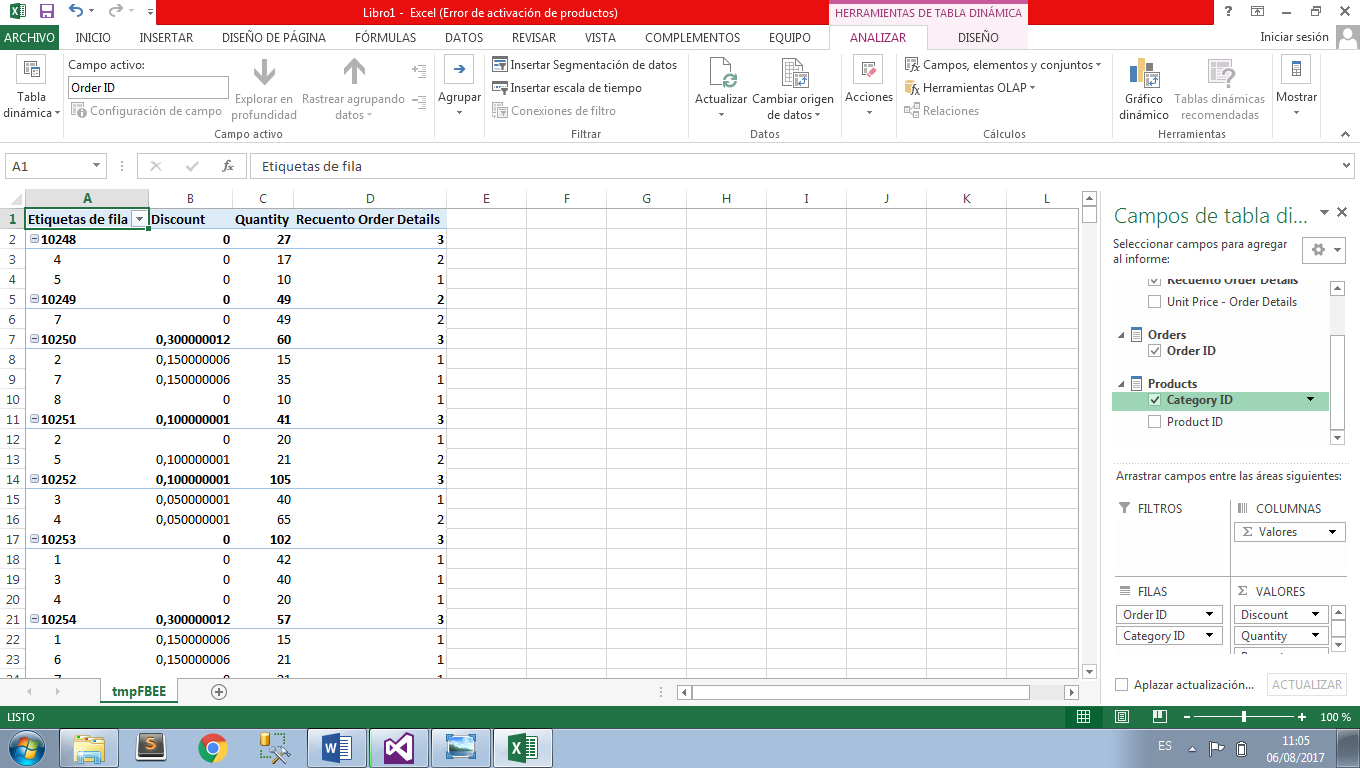 Libro1 - Excel (Error de activación de productos)
HERRAMIENTAS DE TABLA DINÁMICA
ARCHIVO INICIO INSERTAR DISEÑO DE PÁGINA FÓRMULAS DATOS REVISAR VISTA COMPLEMENTOS EQUIPO ANALIZAR DISEÑO Iniciar sesión
Tabla dinámica
Campo activo:
Order ID
Configuración de campo
Explorar en profundidad
Rastrear agrupando datos
Campo activo
Agrupar
Insertar Segmentación de datos
Insertar escala de tiempo
Conexiones de filtro
Filtrar
Actualizar
Cambiar origen de datos
Datos
Acciones
Campos, elementos y conjuntos
Herramientas OLAP
Relaciones
Cálculos
Gráfico dinámico
Tablas dinámicas recomendadas
Herramientas
Mostrar
A1 fx Etiquetas de fila
A B C D E F G H I J K L
1 Etiquetas de fila Discount Quantity Recuento Order Details
2 10248 0 27 3
3 4 0 17 2
4 5 0 10 1
5 10249 0 49 2
6 7 0 49 2
7 10250 0,300000012 60 3
8 2 0,150000006 15 1
9 7 0,150000006 35 1
10 8 0 10 1
11 10251 0,100000001 41 3
12 2 0 20 1
13 5 0,100000001 21 2
14 10252 0,100000001 105 3
15 3 0,050000001 40 1
16 4 0,050000001 65 2
17 10253 0 102 3
18 1 0 42 1
19 3 0 40 1
20 4 0 20 1
21 10254 0,300000012 57 3
22 1 0,150000006 15 1
23 6 0,150000006 21 1
Campos de tabla di...
Seleccionar campos para agregar
al informe:
Recuento Order Details
Unit Price - Order Details
Orders
Order ID
Products
Category ID
Product ID
Arrastrar campos entre las áreas siguientes:
FILTROS
COLUMNAS
Valores
FILAS
Order ID
Category ID
VALORES
Discount
Quantity
Aplazar actualización...
ACTUALIZAR
tmpFBEE
LISTO
100 %
ES
11:05
06/08/2017